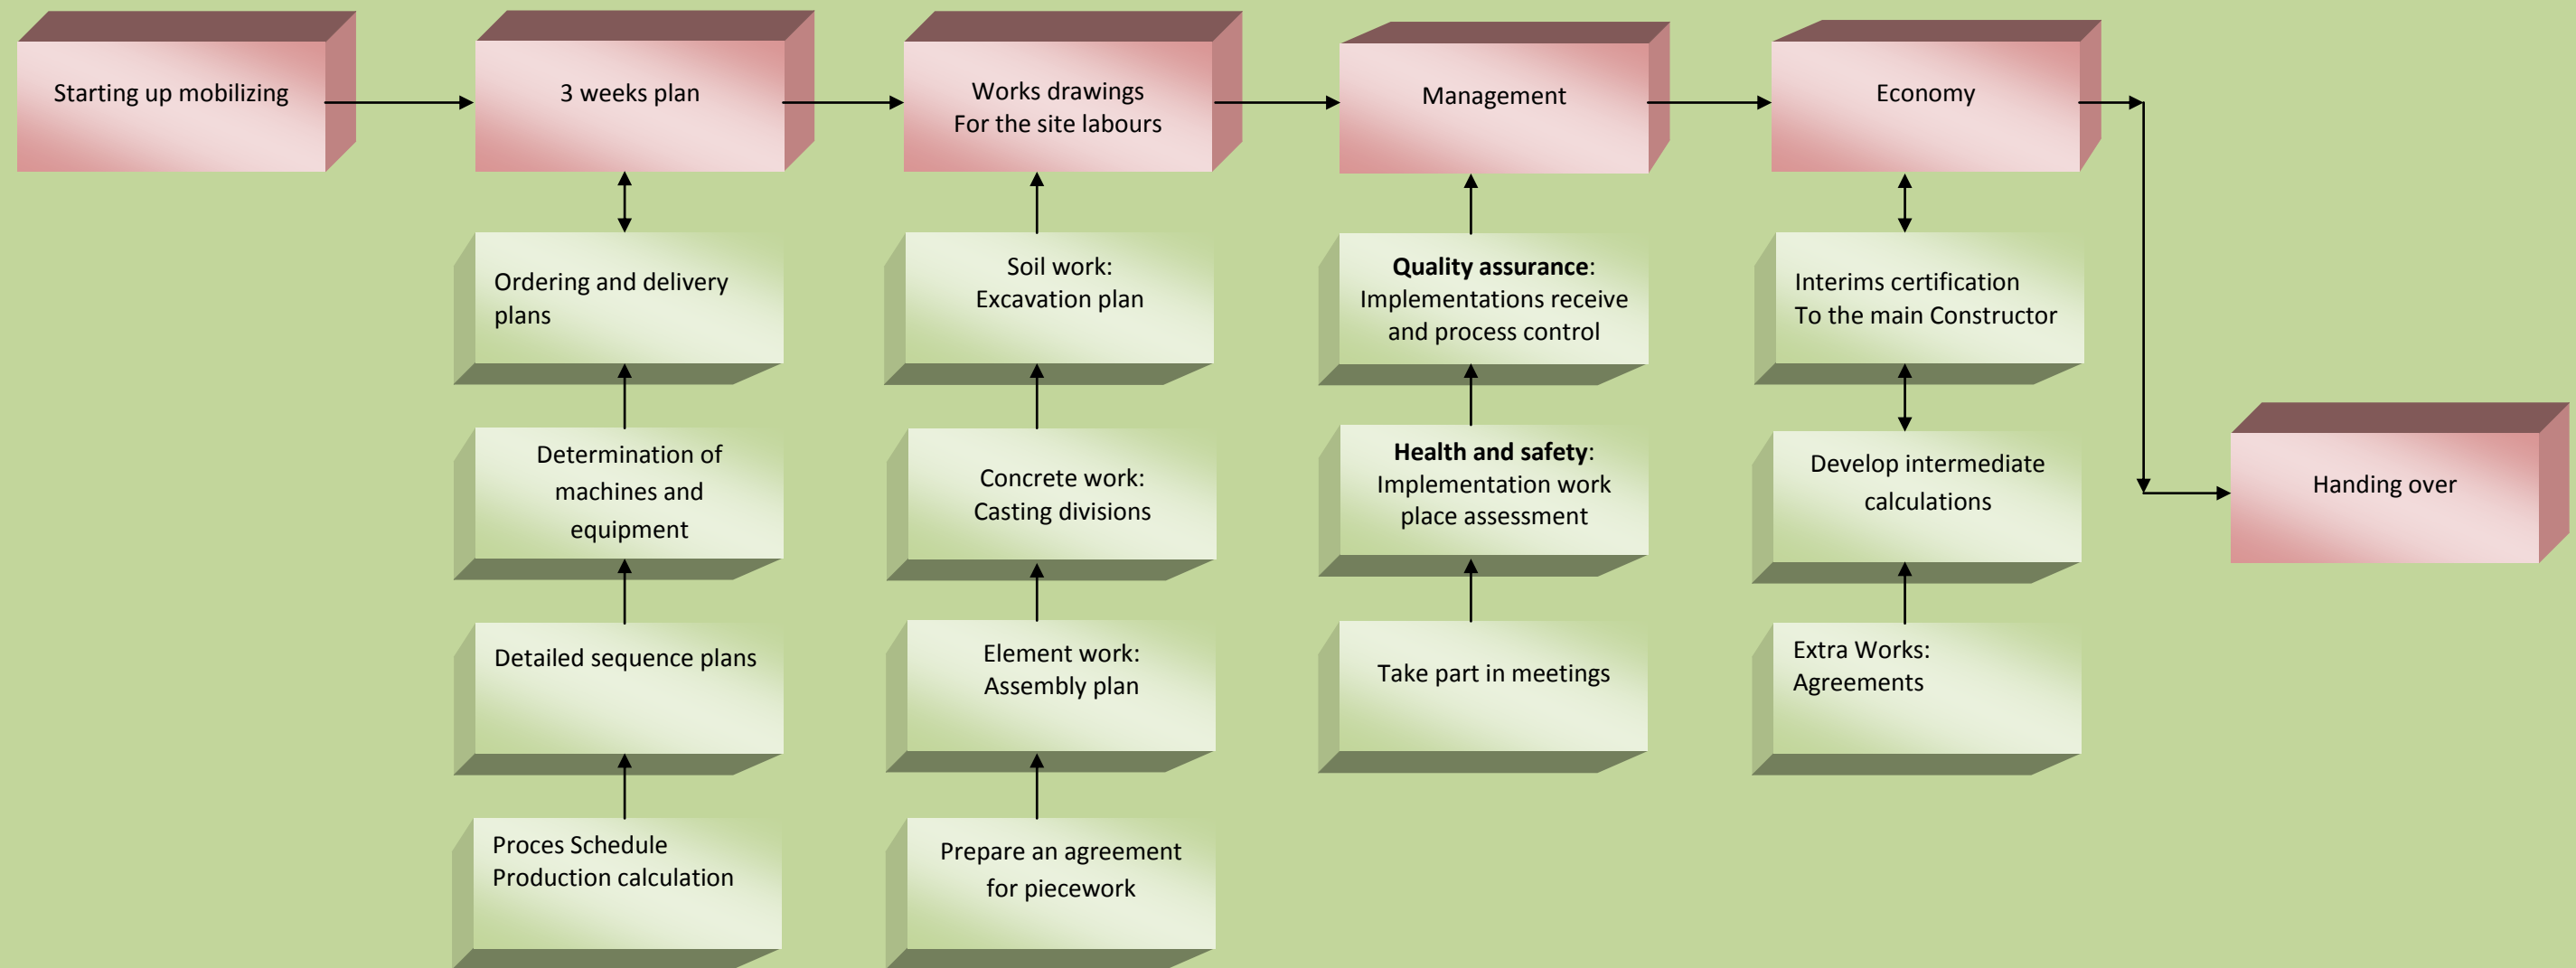 Starting up mobilizing
3 weeks plan
Works drawings
For the site labours
Management
Economy
Ordering and delivery
plans
Soil work:
Excavation plan
Quality assurance:
Implementations receive
and process control
Interims certification
To the main Constructor
Determination of
machines and
equipment
Concrete work:
Casting divisions
Health and safety:
Implementation work
place assessment
Develop intermediate
calculations
Handing over
Detailed sequence plans
Element work:
Assembly plan
Take part in meetings
Extra Works:
Agreements
Proces Schedule
Production calculation
Prepare an agreement
for piecework